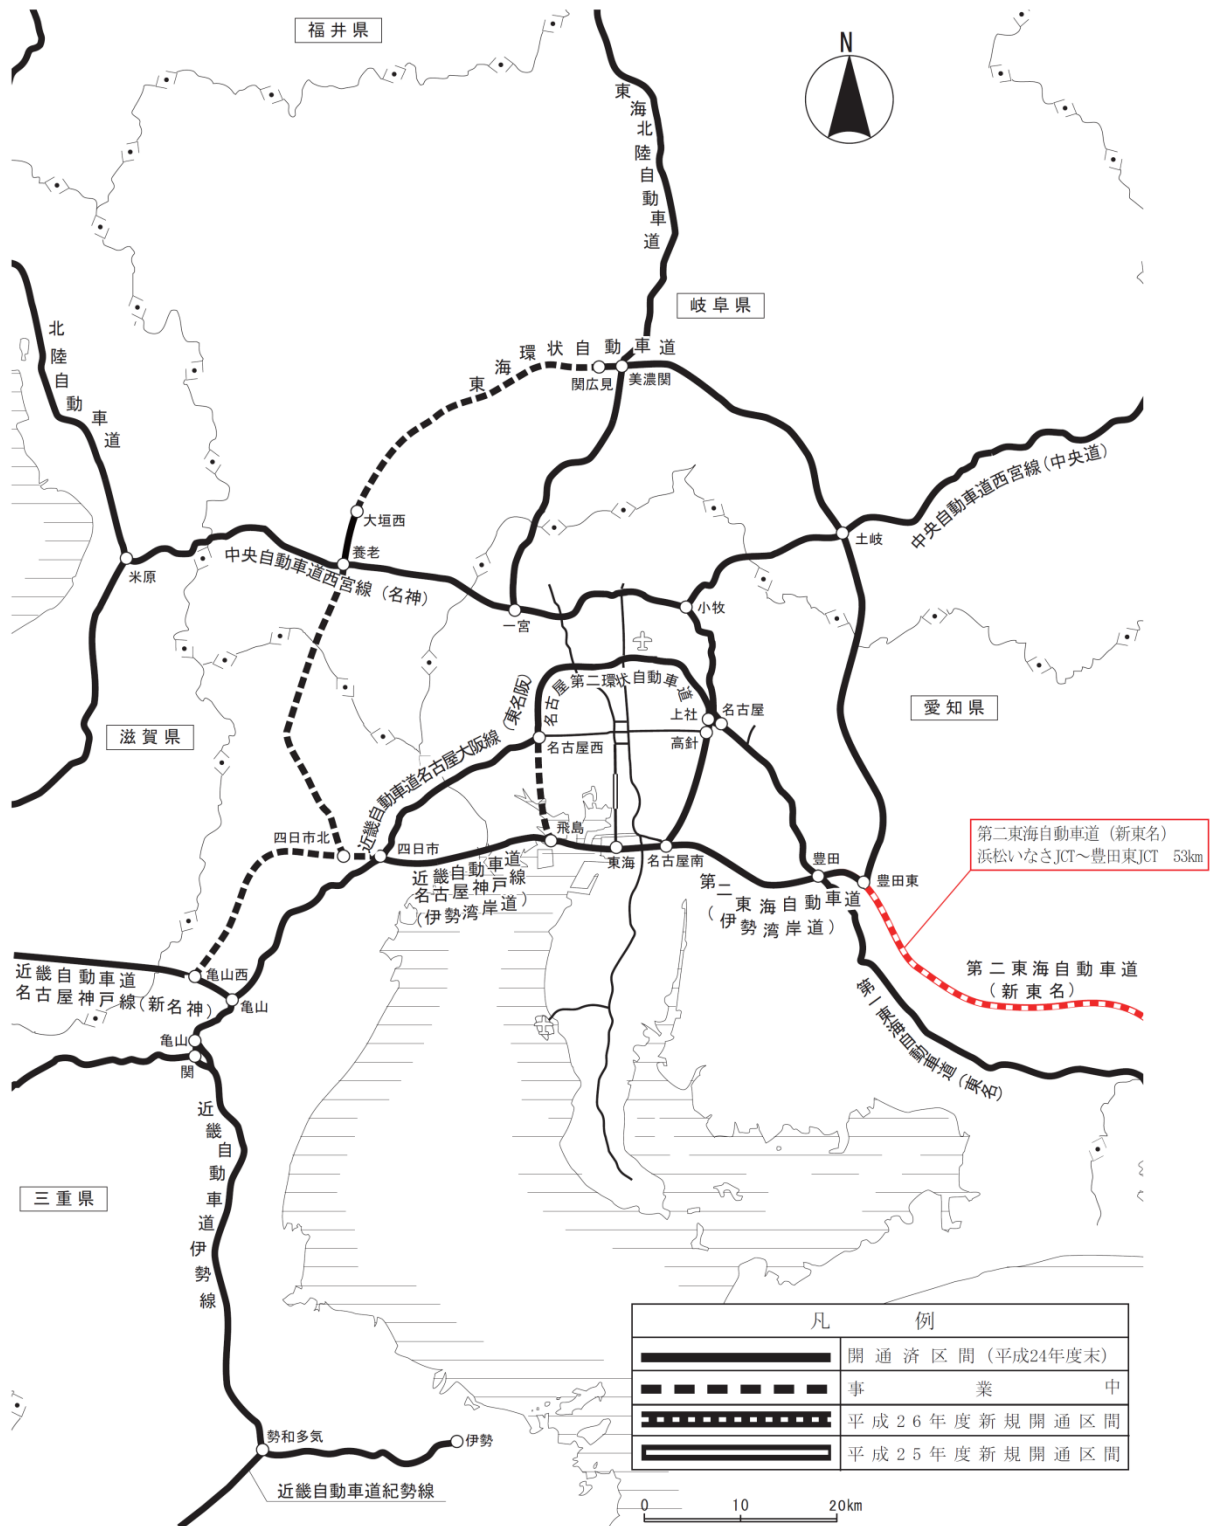 福井県
N
東海北陸自動車道
岐阜県
北陸自動車道
東海環状自動車道
関広見
美濃関
中央自動車道西宮線(中央道)
大垣西
土岐
養老
米原
中央自動車道西宮線(名神)
一宮
小牧
名古屋第二環状自動車道
愛知県
滋賀県
上社
名古屋
高針
名古屋西
近畿自動車道名古屋大阪線(東名阪)
飛島
四日市北
四日市
東海
名古屋南
豊田
豊田東
第二東海自動車道(新東名)
浜松いなさJCT～豊田東JCT 53km
近畿自動車道
名古屋神戸線
(伊勢湾岸道)
第二東海自動車道
(伊勢湾岸道)
近畿自動車道
名古屋神戸線(新名神)
亀山西
亀山
第二東海自動車道
(新東名)
第一東海自動車道(東名)
亀山
関
近畿自動車道伊勢線
三重県
勢和多気
伊勢
近畿自動車道紀勢線
凡例
開通済区間(平成24年度末)
事業中
平成26年度新規開通区間
平成25年度新規開通区間
0 10 20km